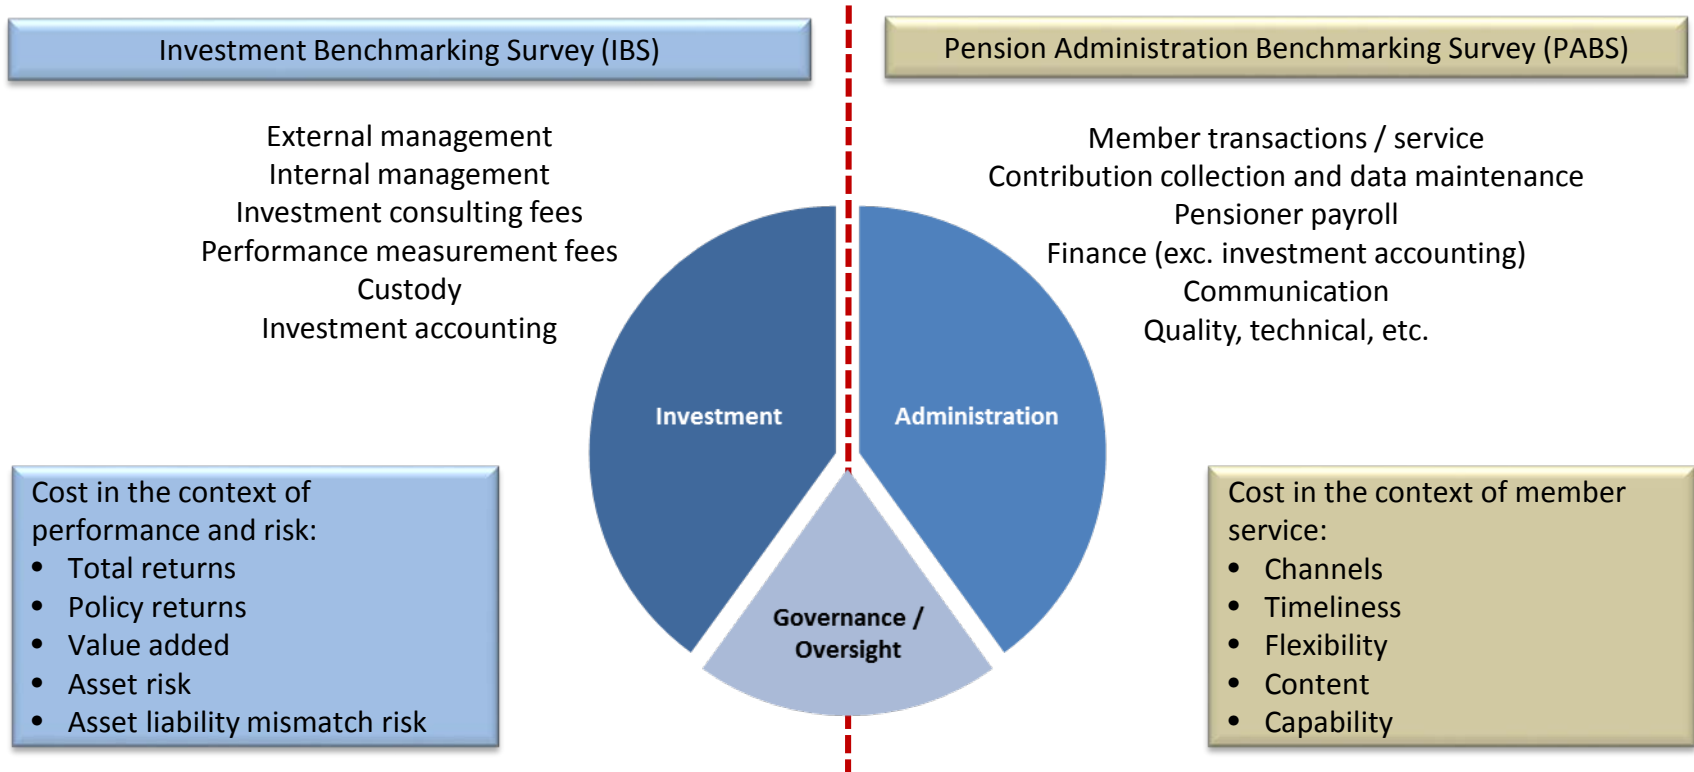 Investment Benchmarking Survey (IBS)
Pension Administration Benchmarking Survey (PABS)
External management
Internal management
Investment consulting fees
Performance measurement fees
Custody
Investment accounting
Member transactions / service
Contribution collection and data maintenance
Pensioner payroll
Finance (exc. investment accounting)
Communication
Quality, technical, etc.
Investment
Administration
Governance /
Oversight
Cost in the context of
performance and risk:
• Total returns
• Policy returns
• Value added
• Asset risk
• Asset liability mismatch risk
Cost in the context of member
service:
• Channels
• Timeliness
• Flexibility
• Content
• Capability